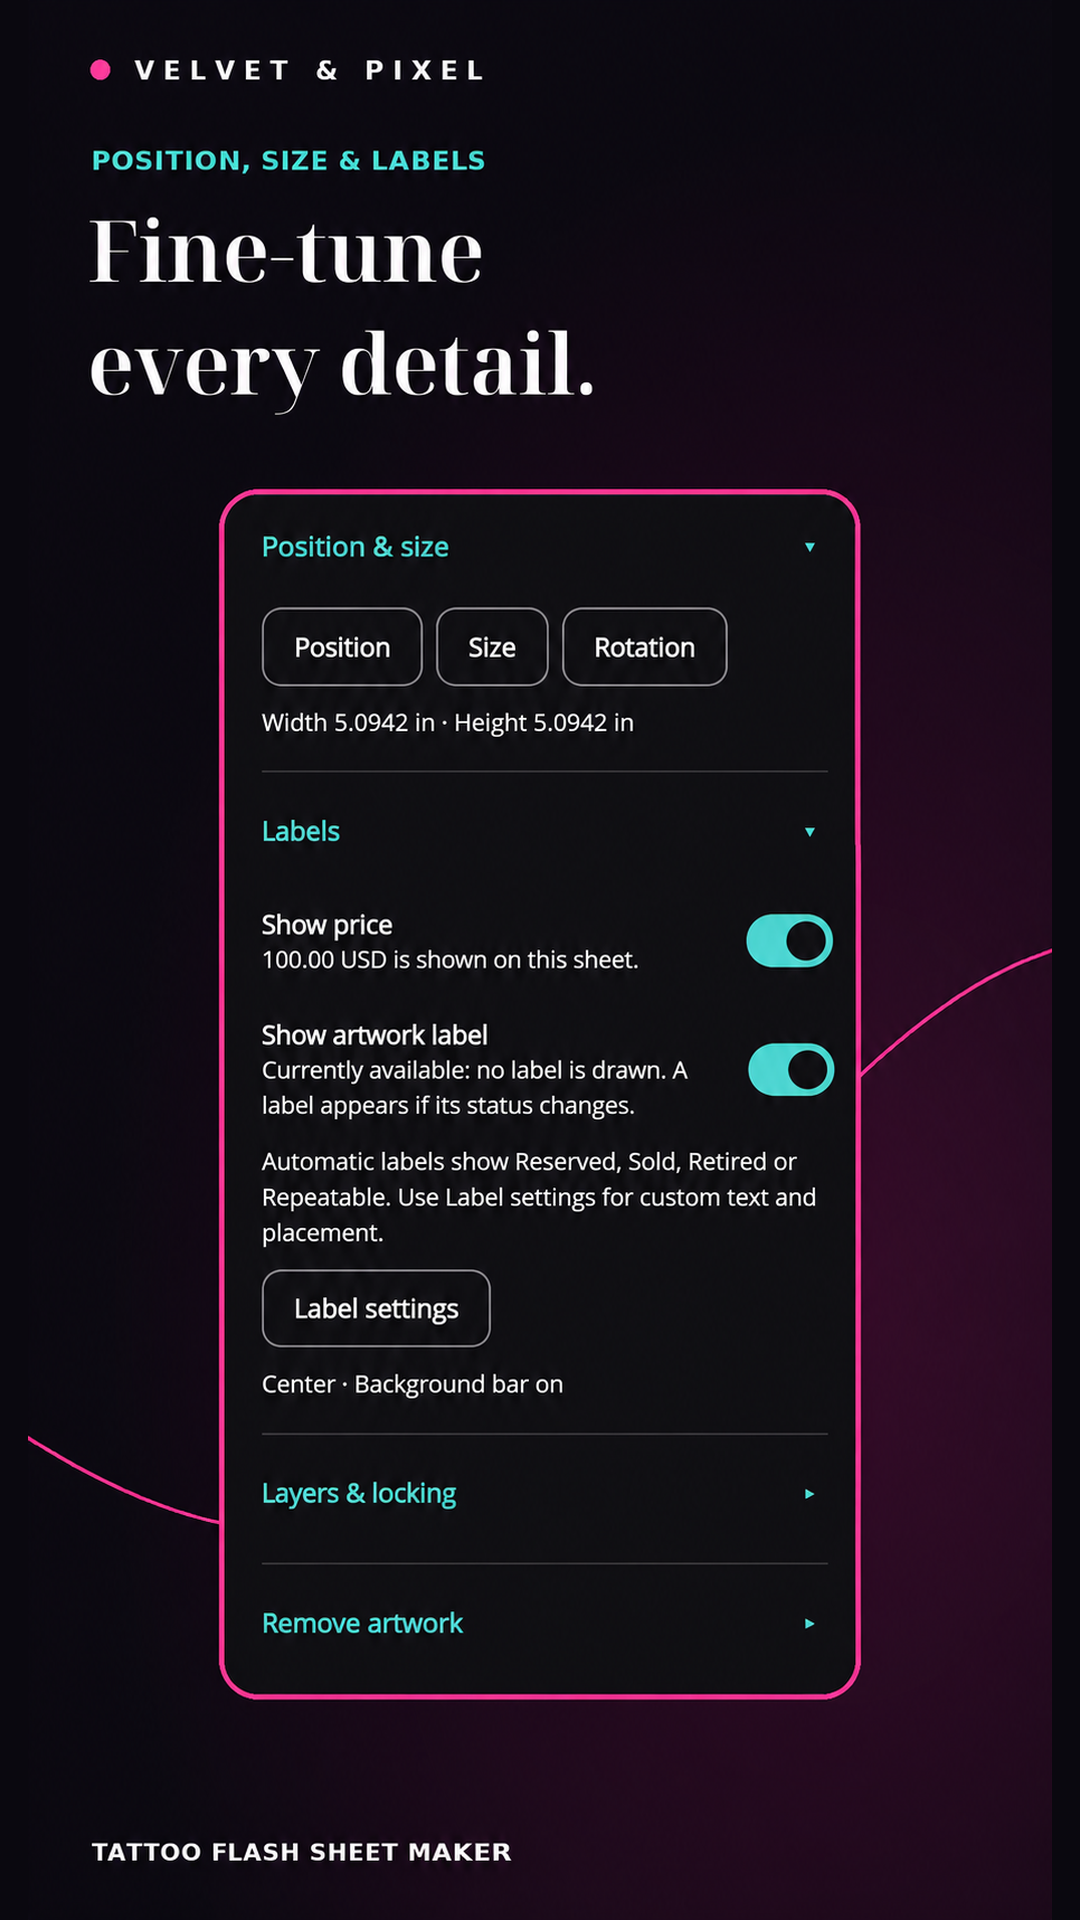 VELVET & PIXEL
POSITION, SIZE & LABELS
Fine-tune
every detail.
Position & size
Position Size Rotation
Width 5.0942 in · Height 5.0942 in
Labels
Show price
100.00 USD is shown on this sheet.
Show artwork label
Currently available: no label is drawn. A
label appears if its status changes.
Automatic labels show Reserved, Sold, Retired or
Repeatable. Use Label settings for custom text and
placement.
Label settings
Center · Background bar on
Layers & locking
Remove artwork
TATTOO FLASH SHEET MAKER